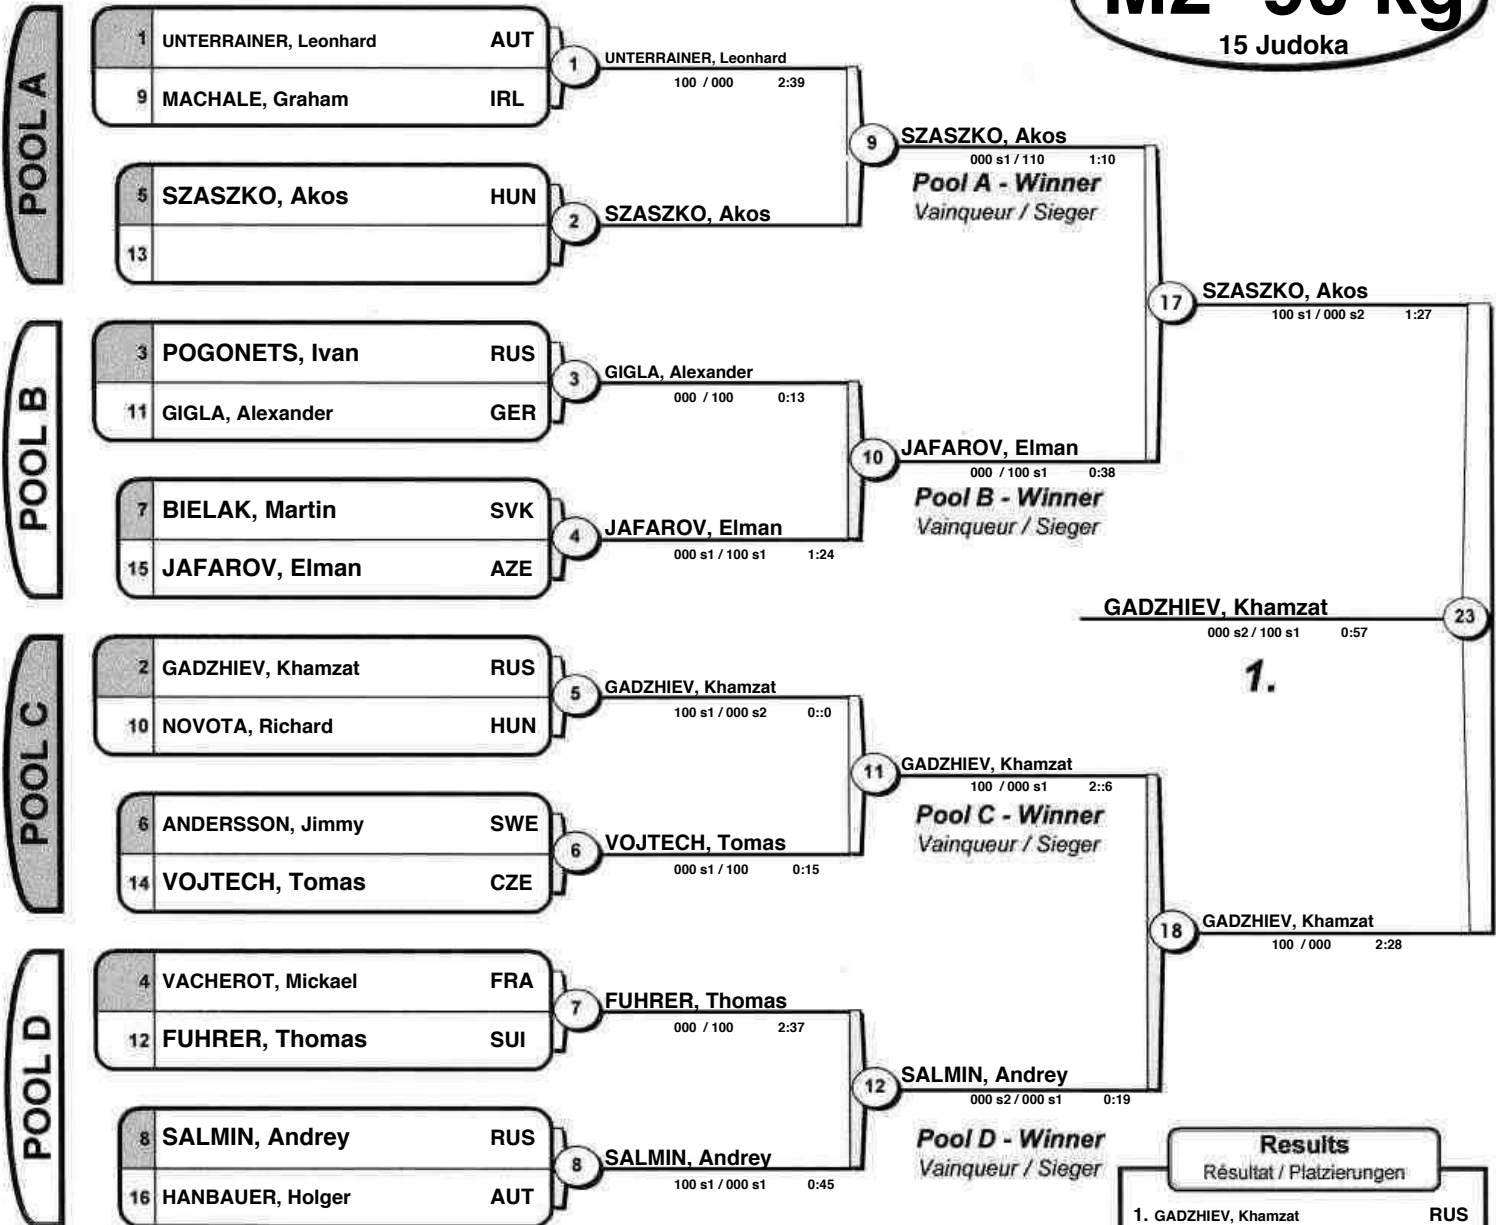 M2 -90 kg
15 Judoka
POOL A
1 UNTERRAINER, Leonhard AUT
9 MACHALE, Graham IRL
1 UNTERRAINER, Leonhard
100 / 000 2:39
5 SZASZKO, Akos HUN
13
2 SZASZKO, Akos
9 SZASZKO, Akos
000 s1 / 110 1:10
Pool A - Winner
Vainqueur / Sieger
POOL B
3 POGONETS, Ivan RUS
11 GIGLA, Alexander GER
3 GIGLA, Alexander
000 / 100 0:13
7 BIELAK, Martin SVK
15 JAFAROV, Elman AZE
4 JAFAROV, Elman
000 s1 / 100 s1 1:24
10 JAFAROV, Elman
000 / 100 s1 0:38
Pool B - Winner
Vainqueur / Sieger
17 SZASZKO, Akos
100 s1 / 000 s2 1:27
GADZHIEV, Khamzat 23
000 s2 / 100 s1 0:57
1.
POOL C
2 GADZHIEV, Khamzat RUS
10 NOVOTA, Richard HUN
5 GADZHIEV, Khamzat
100 s1 / 000 s2 0::0
6 ANDERSSON, Jimmy SWE
14 VOJTECH, Tomas CZE
6 VOJTECH, Tomas
000 s1 / 100 0:15
11 GADZHIEV, Khamzat
100 / 000 s1 2::6
Pool C - Winner
Vainqueur / Sieger
18 GADZHIEV, Khamzat
100 / 000 2:28
POOL D
4 VACHEROT, Mickael FRA
12 FUHRER, Thomas SUI
7 FUHRER, Thomas
000 / 100 2:37
8 SALMIN, Andrey RUS
16 HANBAUER, Holger AUT
8 SALMIN, Andrey
100 s1 / 000 s1 0:45
12 SALMIN, Andrey
000 s2 / 000 s1 0:19
Pool D - Winner
Vainqueur / Sieger
Results
Résultat / Platzierungen
1. GADZHIEV, Khamzat RUS